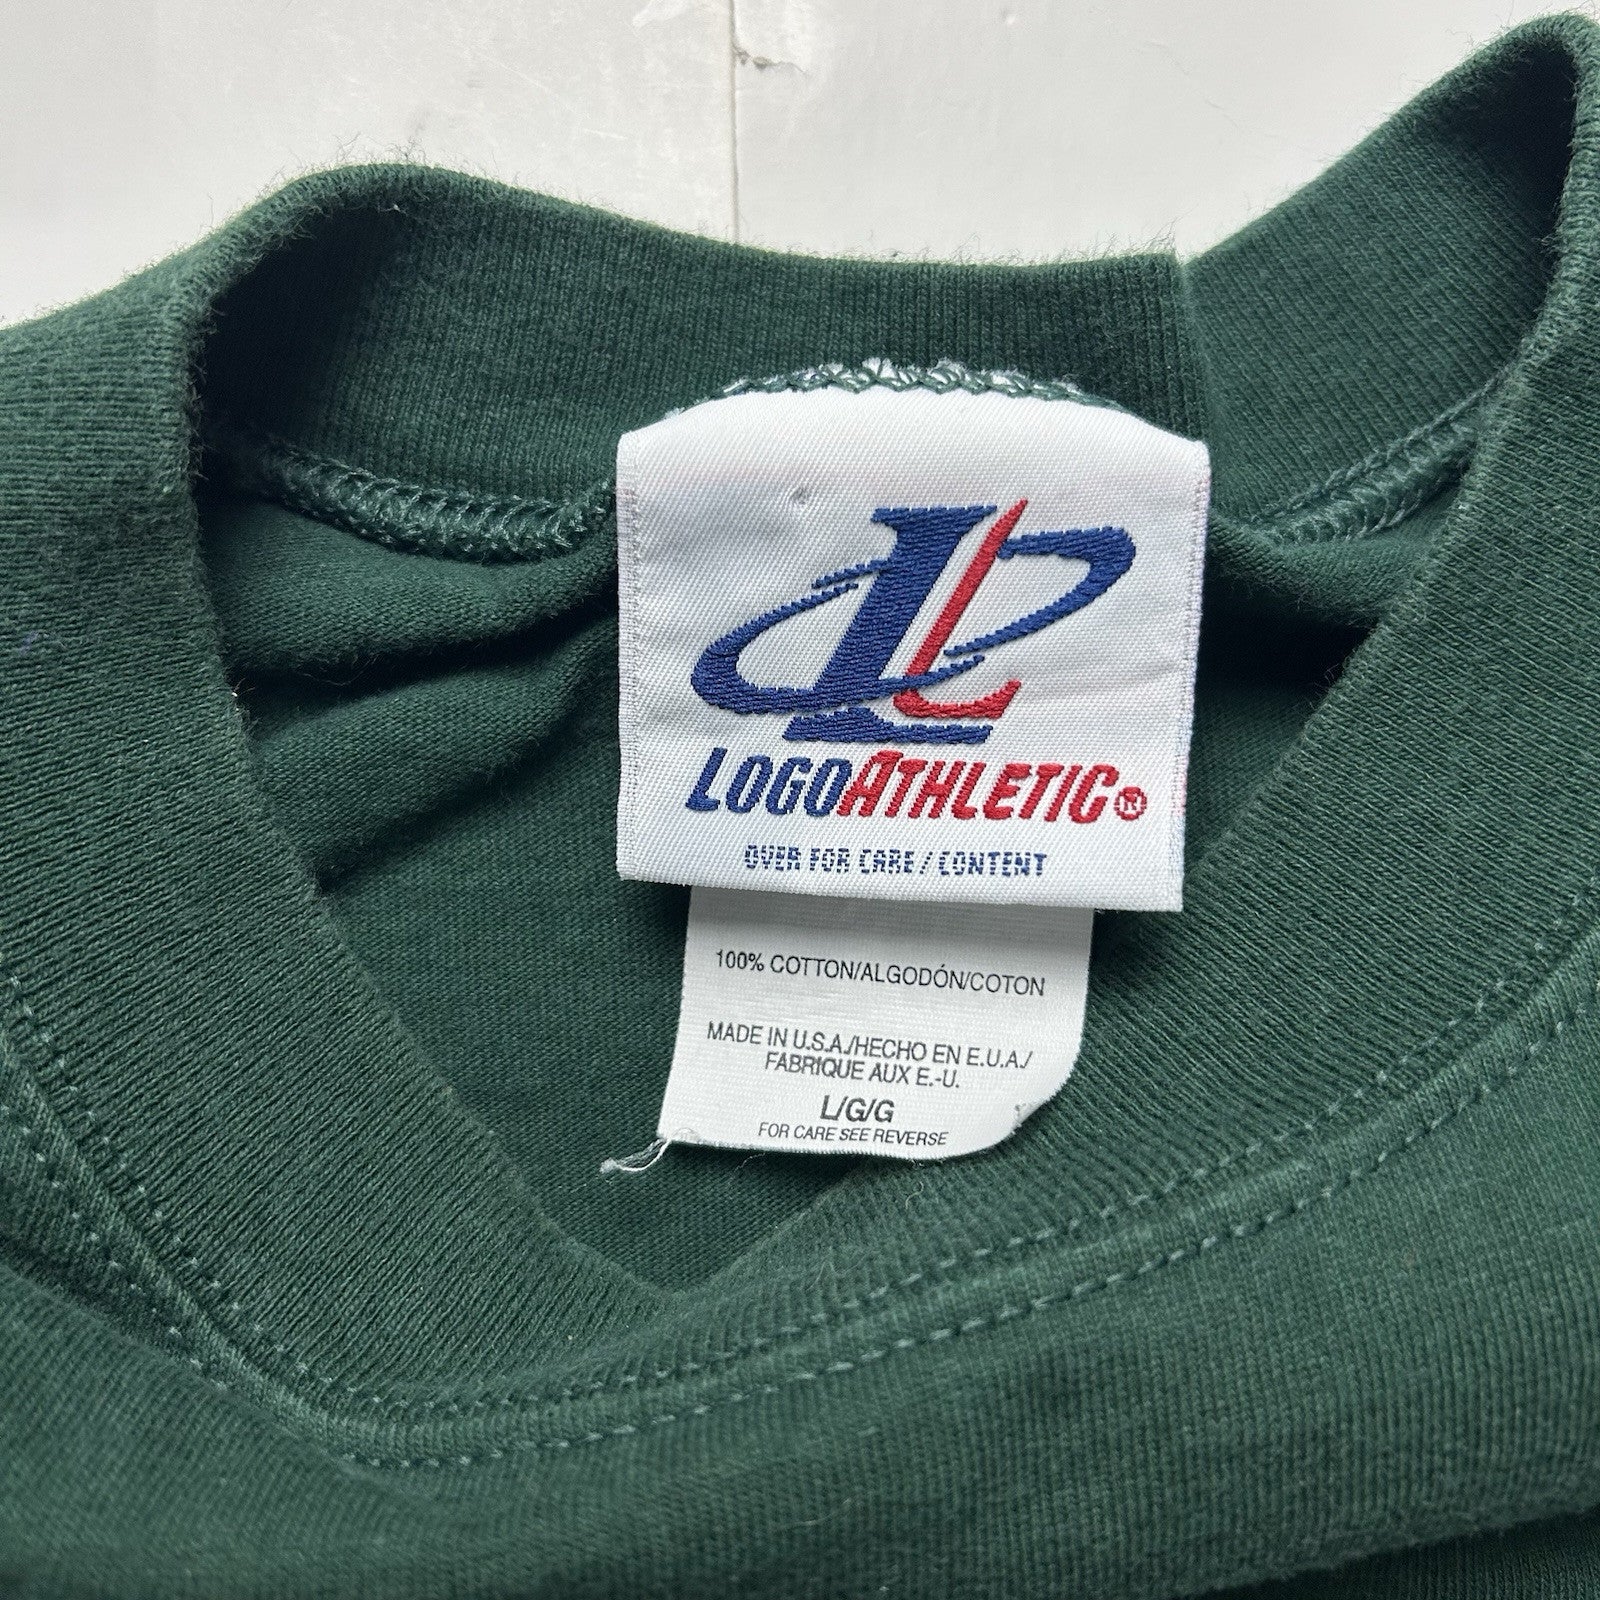 LOGOATHLETIC®
OVER FOR CARE / CONTENT
100% COTTON/ALGODÓN/COTON
MADE IN U.S.A./HECHO EN E.U.A./
FABRIQUE AUX E.-U.
L/G/G
FOR CARE SEE REVERSE